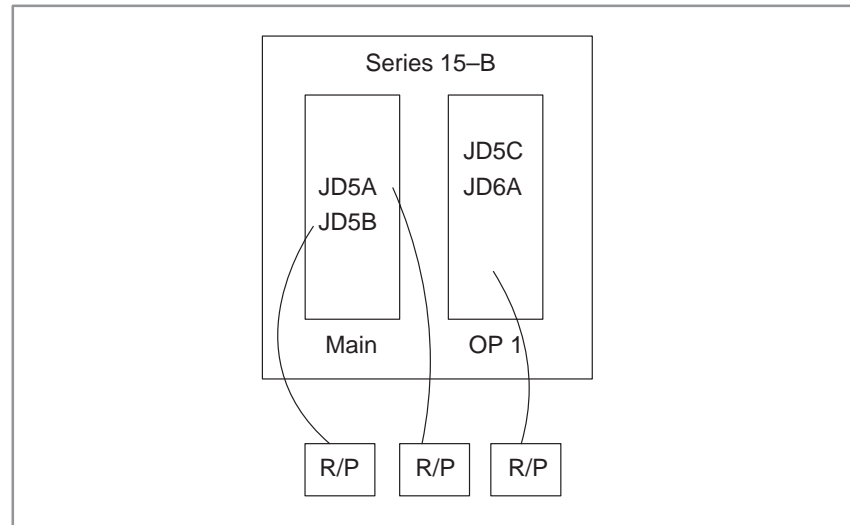 Series 15–B
JD5A
JD5B
Main
JD5C
JD6A
OP 1
R/P
R/P
R/P